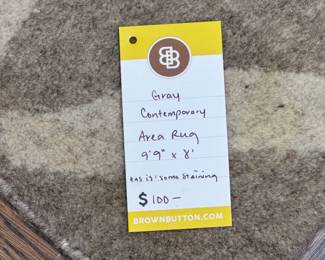 BB
Gray
Contemporary
Area Rug
9'9" x 8'
*as is: some staining
$100-
BROWNBUTTON.COM